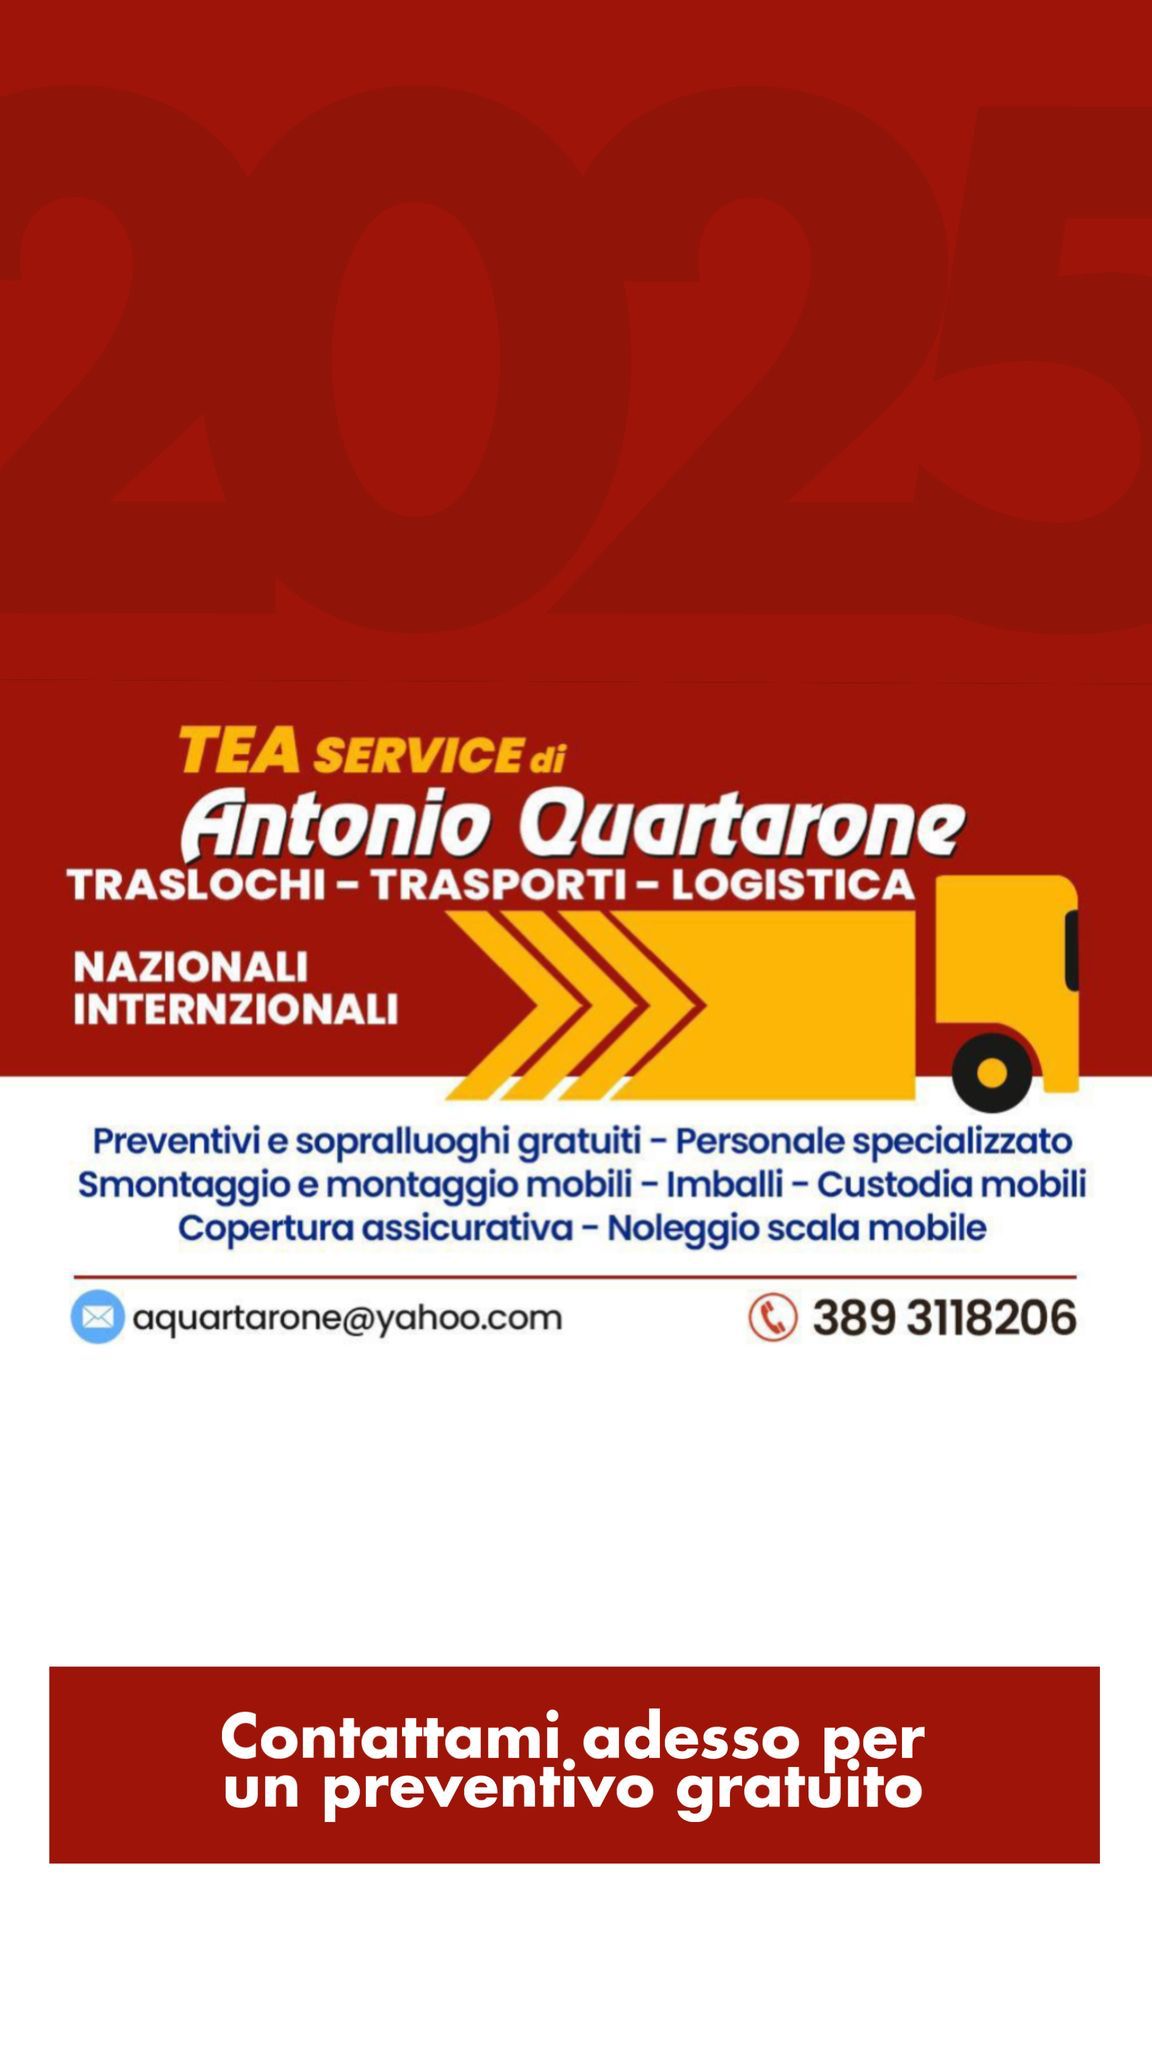 2025
TEA SERVICE di
Antonio Quartarone
TRASLOCHI - TRASPORTI - LOGISTICA
NAZIONALI
INTERNZIONALI
Preventivi e sopralluoghi gratuiti - Personale specializzato
Smontaggio e montaggio mobili - Imballi - Custodia mobili
Copertura assicurativa - Noleggio scala mobile
aquartarone@yahoo.com
389 3118206
Contattami adesso per
un preventivo gratuito